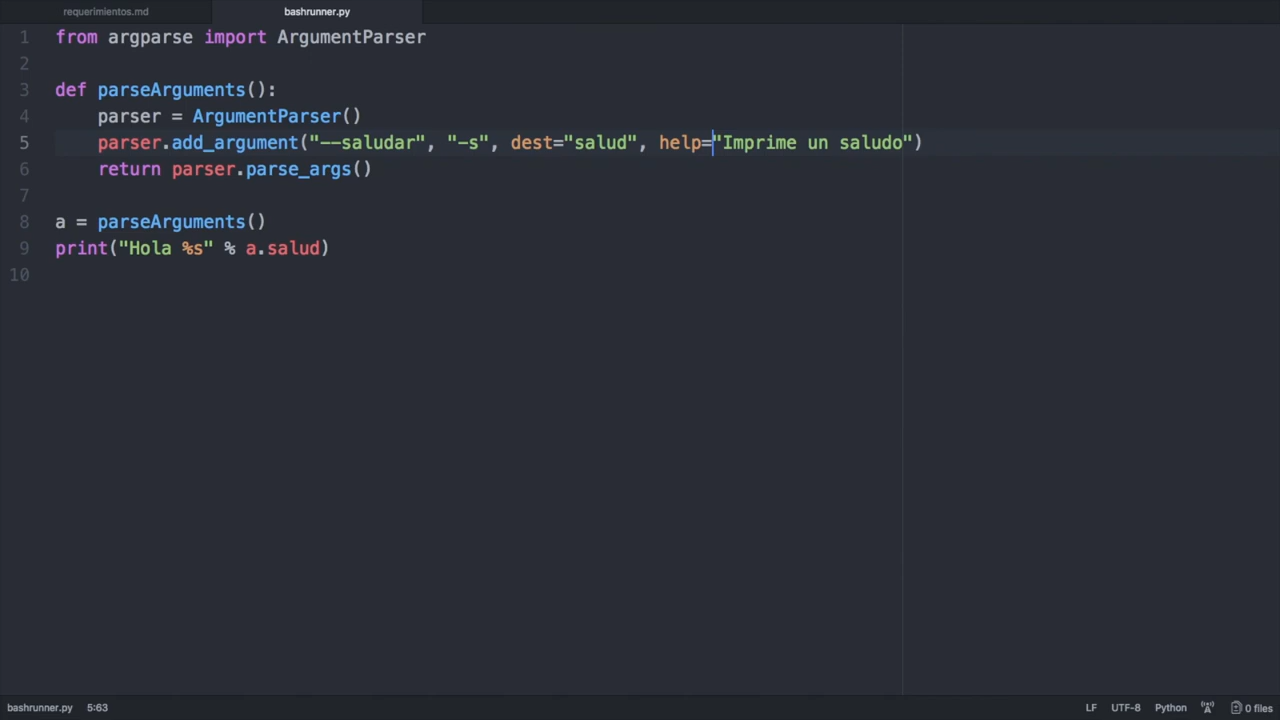 requerimientos.md
bashrunner.py
1 from argparse import ArgumentParser
2
3 def parseArguments():
4     parser = ArgumentParser()
5     parser.add_argument("--saludar", "-s", dest="salud", help="Imprime un saludo")
6     return parser.parse_args()
7
8 a = parseArguments()
9 print("Hola %s" % a.salud)
10
bashrunner.py 5:63 LF UTF-8 Python 0 files